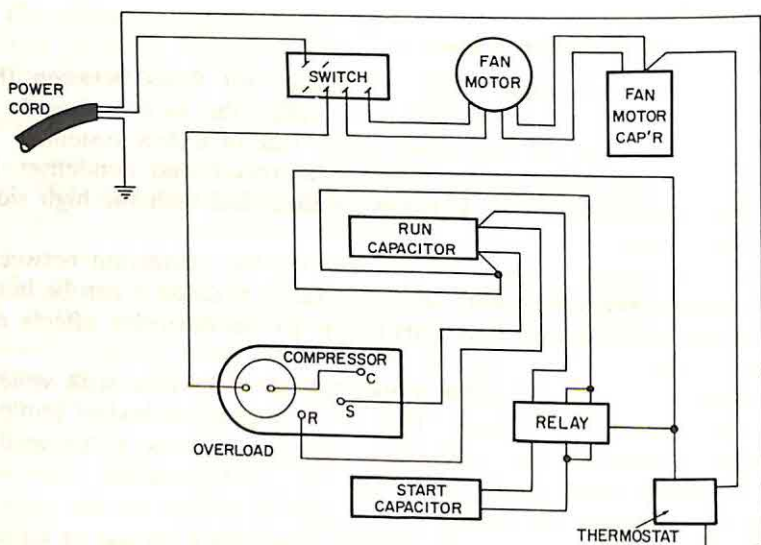 POWER
CORD
SWITCH
FAN
MOTOR
FAN
MOTOR
CAP'R
RUN
CAPACITOR
COMPRESSOR
C
S
R
OVERLOAD
RELAY
START
CAPACITOR
THERMOSTAT